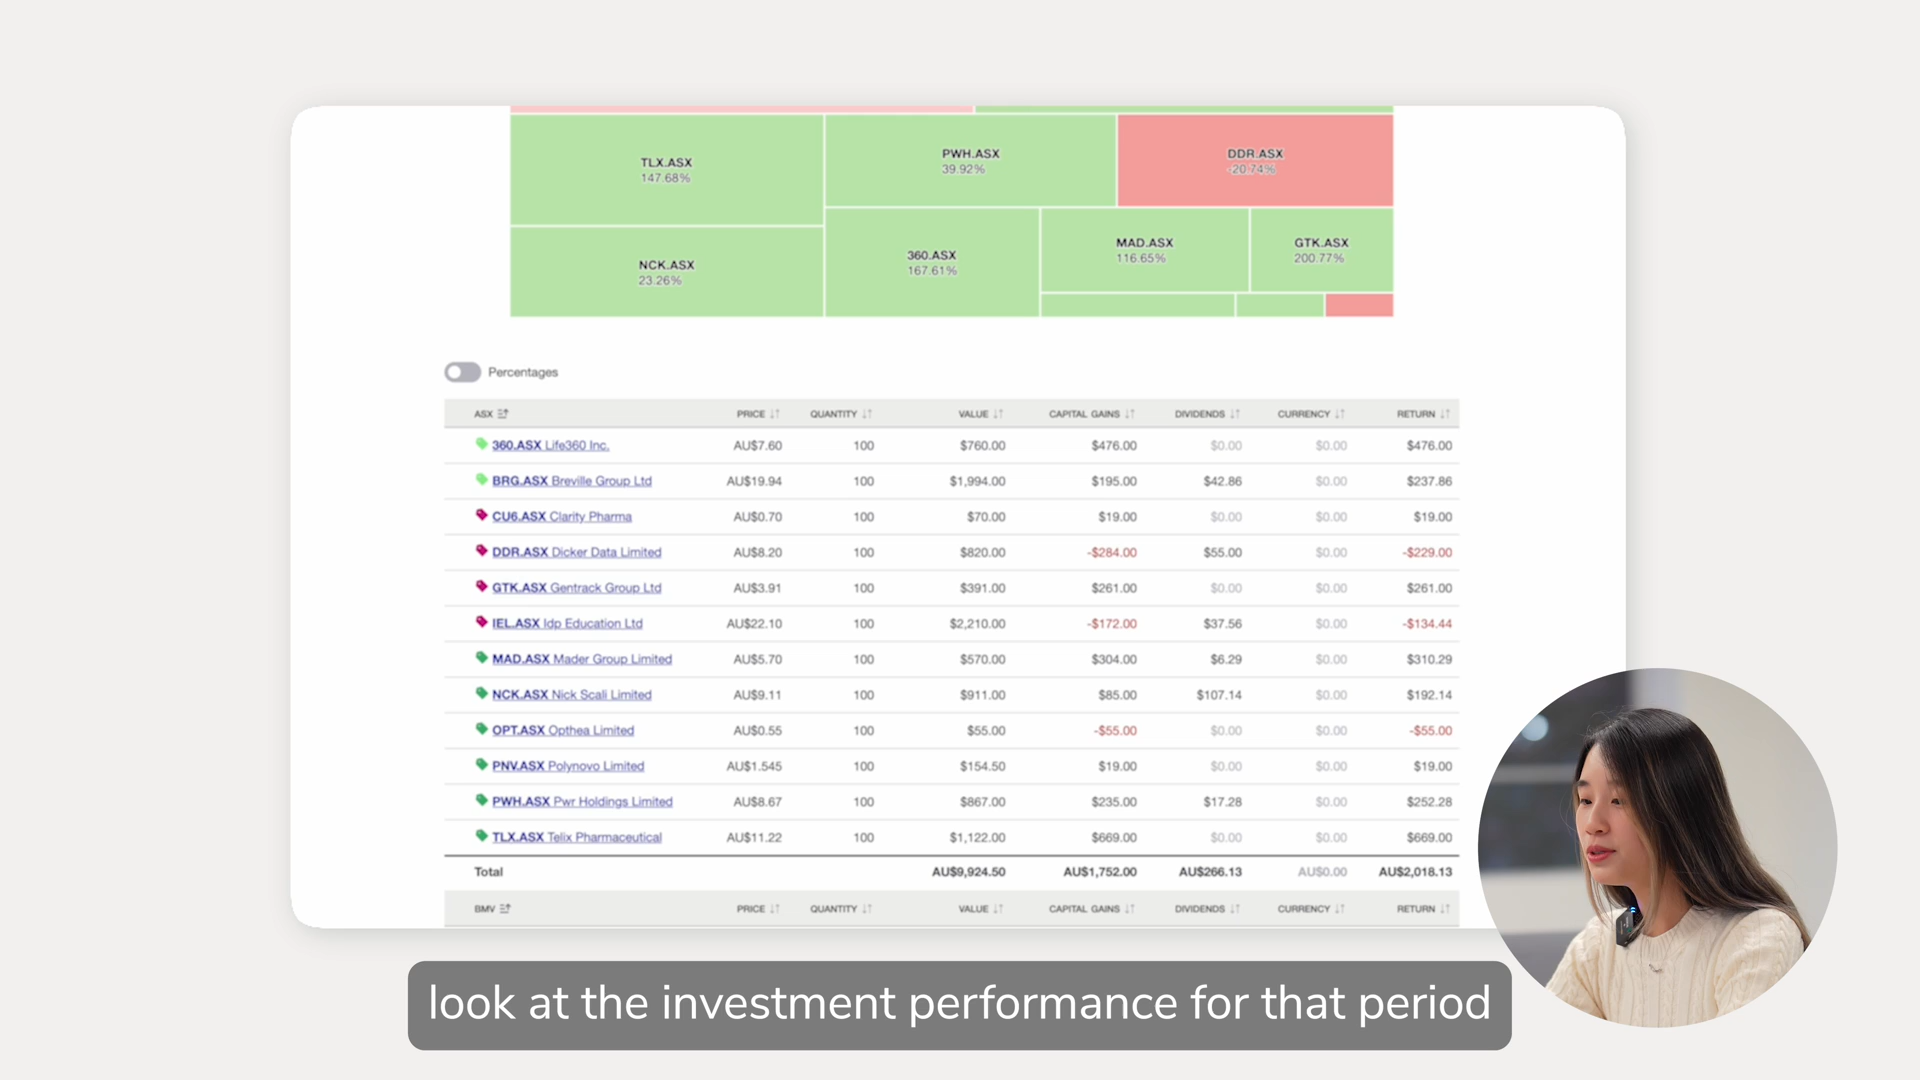 TLX.ASX
147.68%
PWH.ASX
39.92%
DDR.ASX
-20.74%
NCK.ASX
23.26%
360.ASX
167.61%
MAD.ASX
116.65%
GTK.ASX
200.77%
Percentages
ASX PRICE QUANTITY VALUE CAPITAL GAINS DIVIDENDS CURRENCY RETURN
360.ASX Life360 Inc. AU$7.60 100 $760.00 $476.00 $0.00 $0.00 $476.00
BRG.ASX Breville Group Ltd AU$19.94 100 $1,994.00 $195.00 $42.86 $0.00 $237.86
CU6.ASX Clarity Pharma AU$0.70 100 $70.00 $19.00 $0.00 $0.00 $19.00
DDR.ASX Dicker Data Limited AU$8.20 100 $820.00 -$284.00 $55.00 $0.00 -$229.00
GTK.ASX Gentrack Group Ltd AU$3.91 100 $391.00 $261.00 $0.00 $0.00 $261.00
IEL.ASX Idp Education Ltd AU$22.10 100 $2,210.00 -$172.00 $37.56 $0.00 -$134.44
MAD.ASX Mader Group Limited AU$5.70 100 $570.00 $304.00 $6.29 $0.00 $310.29
NCK.ASX Nick Scali Limited AU$9.11 100 $911.00 $85.00 $107.14 $0.00 $192.14
OPT.ASX Opthea Limited AU$0.55 100 $55.00 -$55.00 $0.00 $0.00 -$55.00
PNV.ASX Polynovo Limited AU$1.545 100 $154.50 $19.00 $0.00 $0.00 $19.00
PWH.ASX Pwr Holdings Limited AU$8.67 100 $867.00 $235.00 $17.28 $0.00 $252.28
TLX.ASX Telix Pharmaceutical AU$11.22 100 $1,122.00 $669.00 $0.00 $0.00 $669.00
Total AU$9,924.50 AU$1,752.00 AU$266.13 AU$0.00 AU$2,018.13
BMV PRICE QUANTITY VALUE CAPITAL GAINS DIVIDENDS CURRENCY RETURN
look at the investment performance for that period